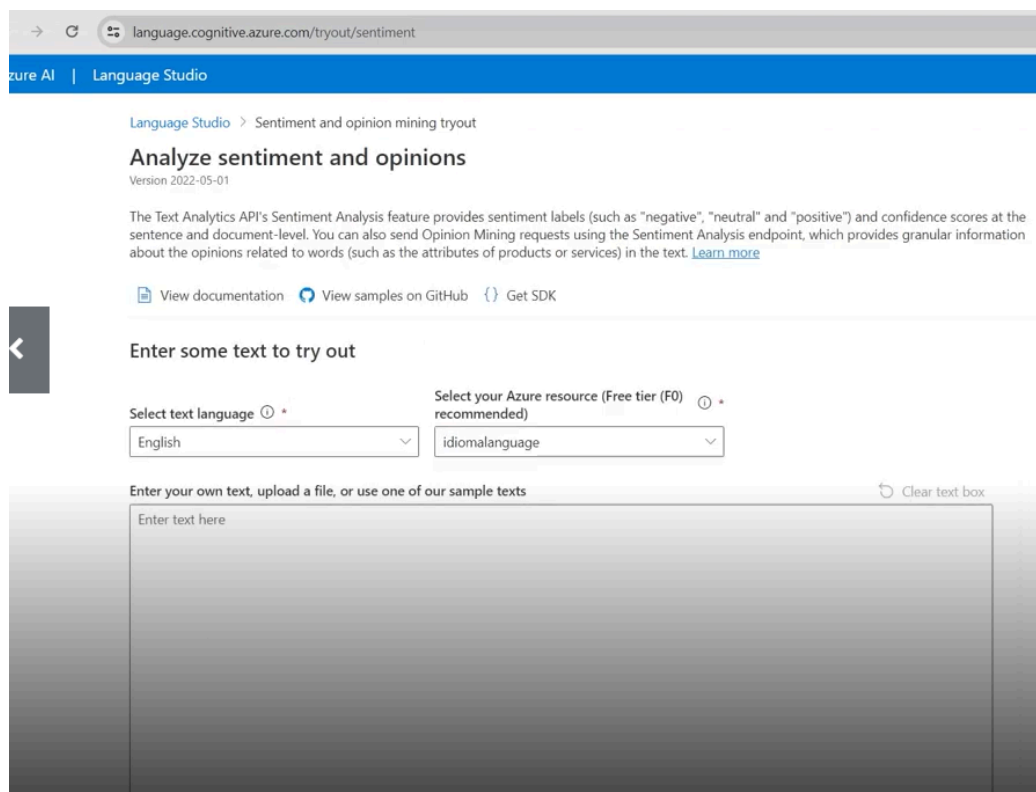 language.cognitive.azure.com/tryout/sentiment
zure AI | Language Studio
Language Studio > Sentiment and opinion mining tryout
Analyze sentiment and opinions
Version 2022-05-01
The Text Analytics API's Sentiment Analysis feature provides sentiment labels (such as "negative", "neutral" and "positive") and confidence scores at the
sentence and document-level. You can also send Opinion Mining requests using the Sentiment Analysis endpoint, which provides granular information
about the opinions related to words (such as the attributes of products or services) in the text. Learn more
View documentation View samples on GitHub {} Get SDK
Enter some text to try out
Select text language *
Select your Azure resource (Free tier (F0)
recommended) *
English
idiomalanguage
Enter your own text, upload a file, or use one of our sample texts
Clear text box
Enter text here